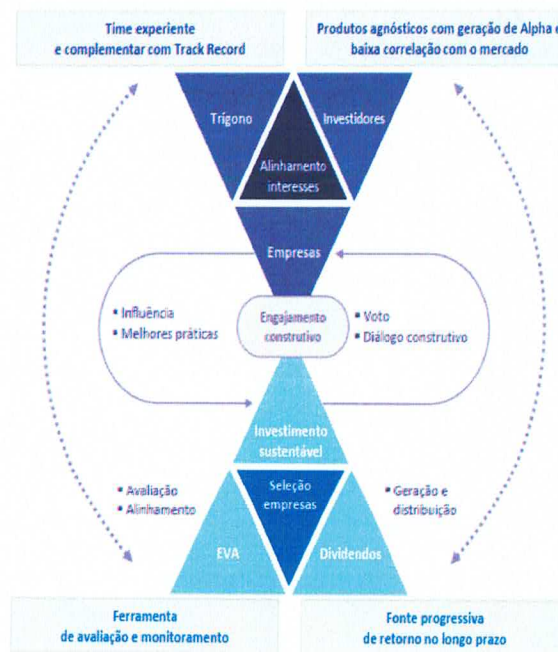 Time experiente
e complementar com Track Record
Produtos agnósticos com geração de Alpha e
baixa correlação com o mercado
Trígono
Investidores
Alinhamento
interesses
Empresas
▪ Influência
▪ Melhores práticas
Engajamento
construtivo
▪ Voto
▪ Diálogo construtivo
Investimento
sustentável
▪ Avaliação
▪ Alinhamento
Seleção
empresas
▪ Geração e
distribuição
EVA
Dividendos
Ferramenta
de avaliação e monitoramento
Fonte progressiva
de retorno no longo prazo